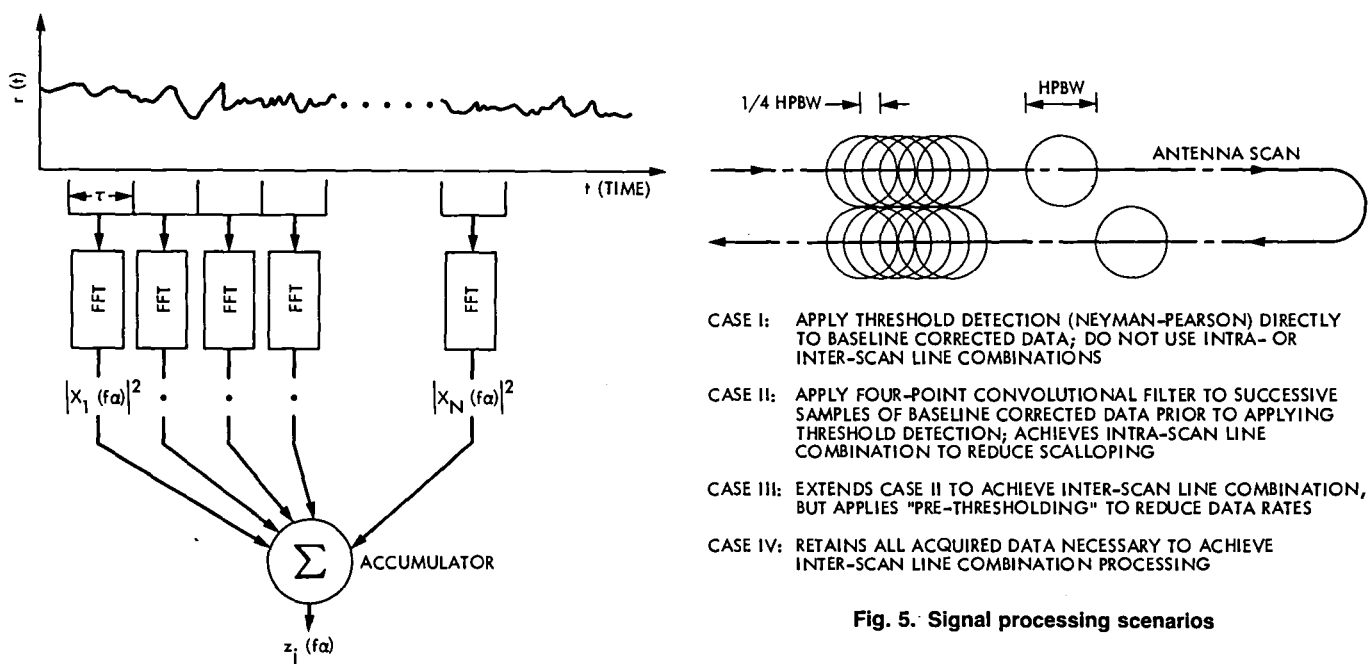 r (t)
t (TIME)
τ
FFT
FFT
FFT
FFT
FFT
|X₁ (fα)|²
|X_N (fα)|²
Σ
ACCUMULATOR
z_i (fα)
1/4 HPBW
HPBW
ANTENNA SCAN
CASE I: APPLY THRESHOLD DETECTION (NEYMAN-PEARSON) DIRECTLY
TO BASELINE CORRECTED DATA; DO NOT USE INTRA- OR
INTER-SCAN LINE COMBINATIONS
CASE II: APPLY FOUR-POINT CONVOLUTIONAL FILTER TO SUCCESSIVE
SAMPLES OF BASELINE CORRECTED DATA PRIOR TO APPLYING
THRESHOLD DETECTION; ACHIEVES INTRA-SCAN LINE
COMBINATION TO REDUCE SCALLOPING
CASE III: EXTENDS CASE II TO ACHIEVE INTER-SCAN LINE COMBINATION,
BUT APPLIES "PRE-THRESHOLDING" TO REDUCE DATA RATES
CASE IV: RETAINS ALL ACQUIRED DATA NECESSARY TO ACHIEVE
INTER-SCAN LINE COMBINATION PROCESSING
Fig. 5. Signal processing scenarios